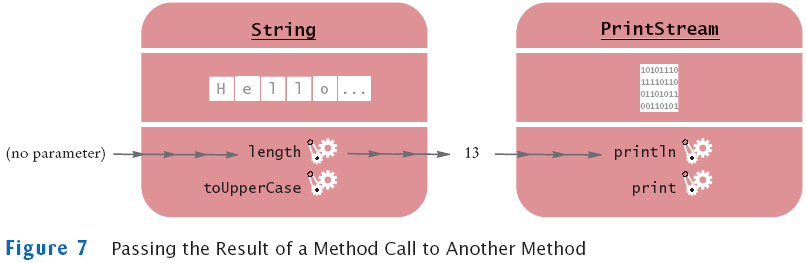 String
PrintStream
H e l l o ...
10101110
11110110
01101011
00110101
(no parameter) length 13 println
toUpperCase print
Figure 7 Passing the Result of a Method Call to Another Method